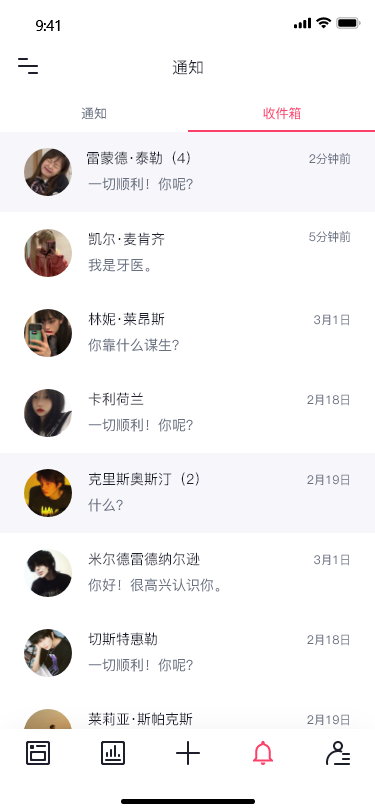 9:41
通知
通知 收件箱
雷蒙德·泰勒（4） 2分钟前
一切顺利！你呢?
凯尔·麦肯齐 5分钟前
我是牙医。
林妮·莱昂斯 3月1日
你靠什么谋生?
卡利荷兰 2月18日
一切顺利！你呢?
克里斯奥斯汀（2） 2月19日
什么?
米尔德雷德纳尔逊 3月1日
你好！很高兴认识你。
切斯特惠勒 2月18日
一切顺利！你呢?
莱莉亚·斯帕克斯 2月19日